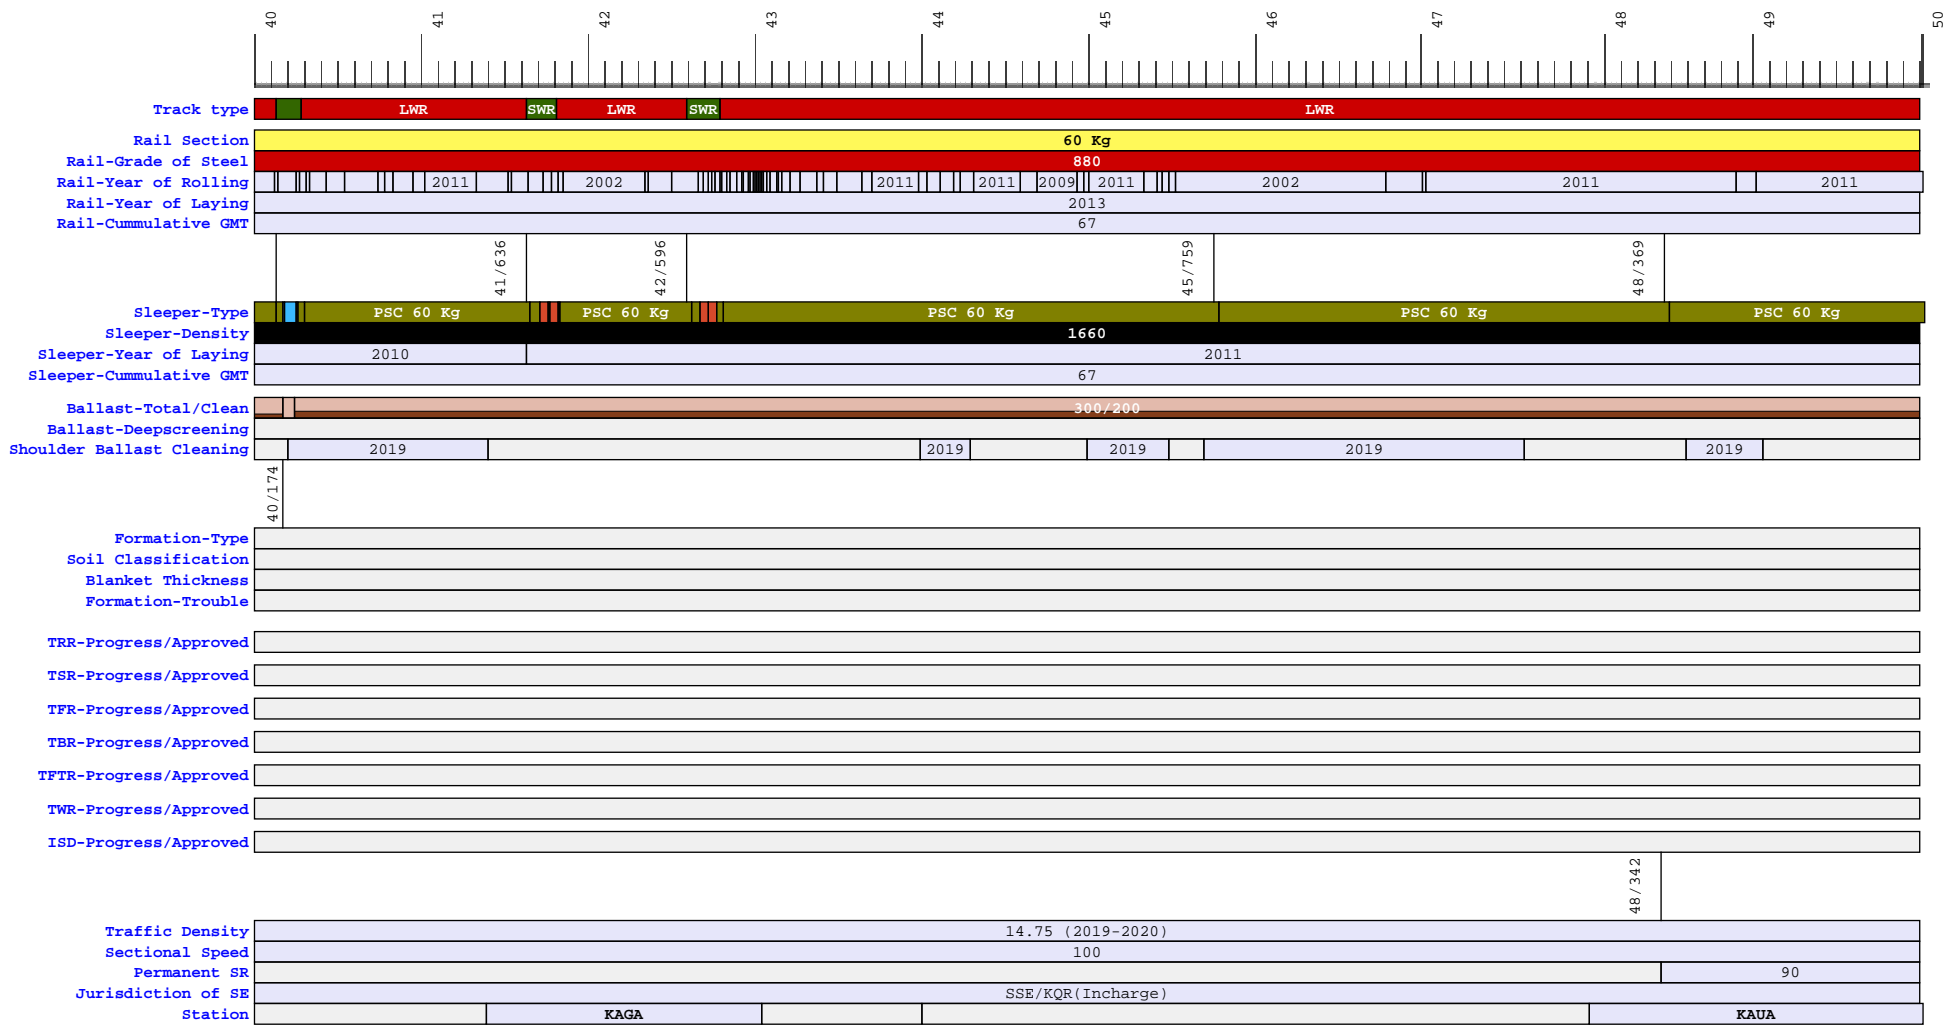 40 41 42 43 44 45 46 47 48 49 50
Track type LWR SWR LWR SWR LWR
Rail Section 60 Kg
Rail-Grade of Steel 880
Rail-Year of Rolling 2011 2002 2011 2011 2009 2011 2002 2011 2011
Rail-Year of Laying 2013
Rail-Cummulative GMT 67
41/636 42/596 45/759 48/369
Sleeper-Type PSC 60 Kg PSC 60 Kg PSC 60 Kg PSC 60 Kg PSC 60 Kg
Sleeper-Density 1660
Sleeper-Year of Laying 2010 2011
Sleeper-Cummulative GMT 67
Ballast-Total/Clean 300/200
Ballast-Deepscreening
Shoulder Ballast Cleaning 2019 2019 2019 2019 2019
40/174
Formation-Type
Soil Classification
Blanket Thickness
Formation-Trouble
TRR-Progress/Approved
TSR-Progress/Approved
TFR-Progress/Approved
TBR-Progress/Approved
TFTR-Progress/Approved
TWR-Progress/Approved
ISD-Progress/Approved
48/342
Traffic Density 14.75 (2019-2020)
Sectional Speed 100
Permanent SR 90
Jurisdiction of SE SSE/KQR(Incharge)
Station KAGA KAUA